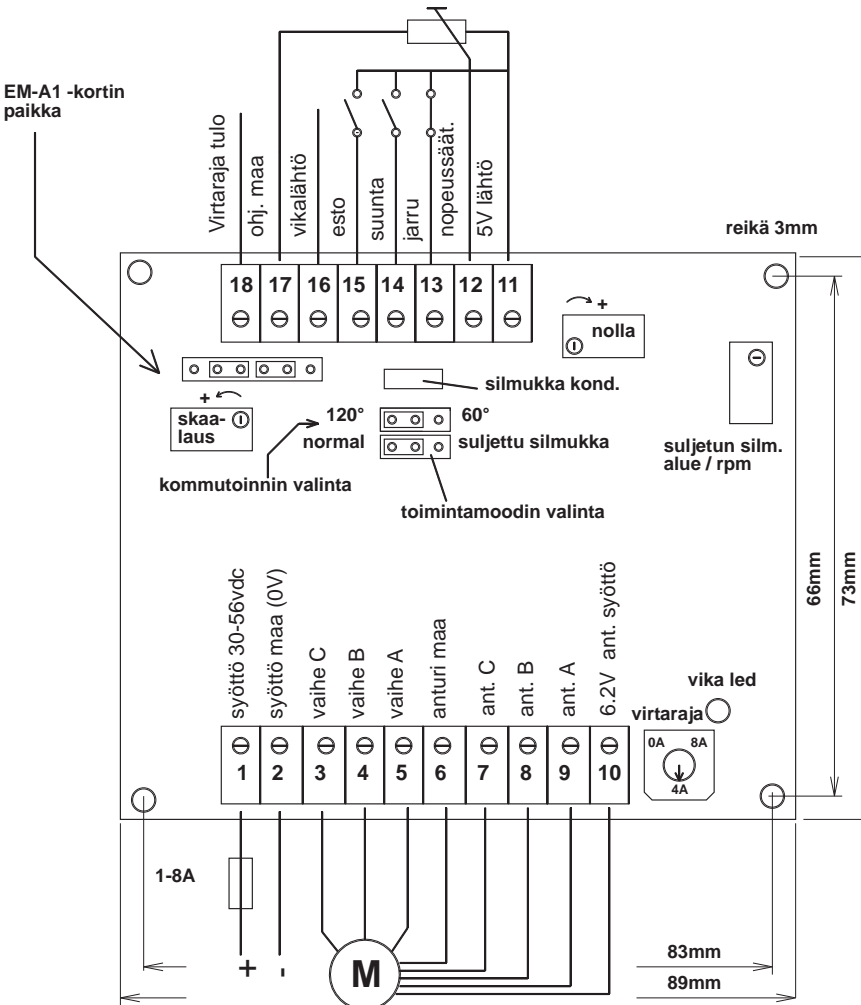 EM-A1 -kortin
paikka
Virtaraja tulo
ohj. maa
vikalähtö
esto
suunta
jarru
nopeussäät.
5V lähtö
reikä 3mm
18 17 16 15 14 13 12 11
+
nolla
silmukka kond.
+
skaa-
laus
120° 60°
normal suljettu silmukka
suljetun silm.
alue / rpm
kommutoinnin valinta
toimintamoodin valinta
66mm
73mm
syöttö 30-56vdc
syöttö maa (0V)
vaihe C
vaihe B
vaihe A
anturi maa
ant. C
ant. B
ant. A
6.2V ant. syöttö
vika led
virtaraja
0A 8A
4A
1 2 3 4 5 6 7 8 9 10
1-8A
+ -
M
83mm
89mm